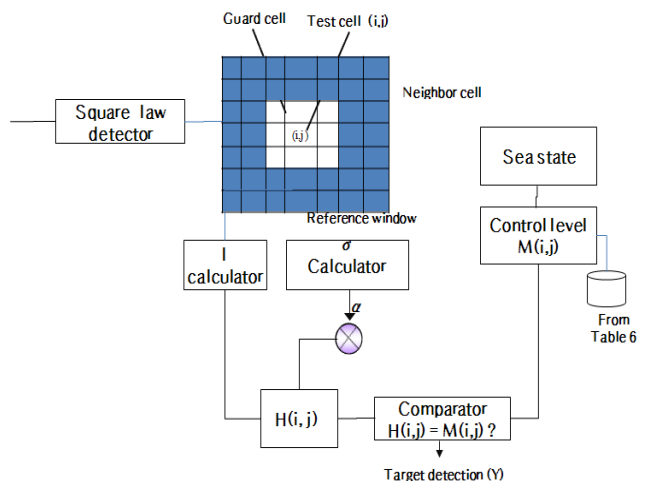 Guard cell
Test cell (i,j)
Neighbor cell
Square law
detector
(i,j)
Sea state
Reference window
Control level
M(i,j)
I
calculator
σ
Calculator
α
From
Table 6
H(i,j)
Comparator
H(i,j) = M(i,j) ?
Target detection (Y)